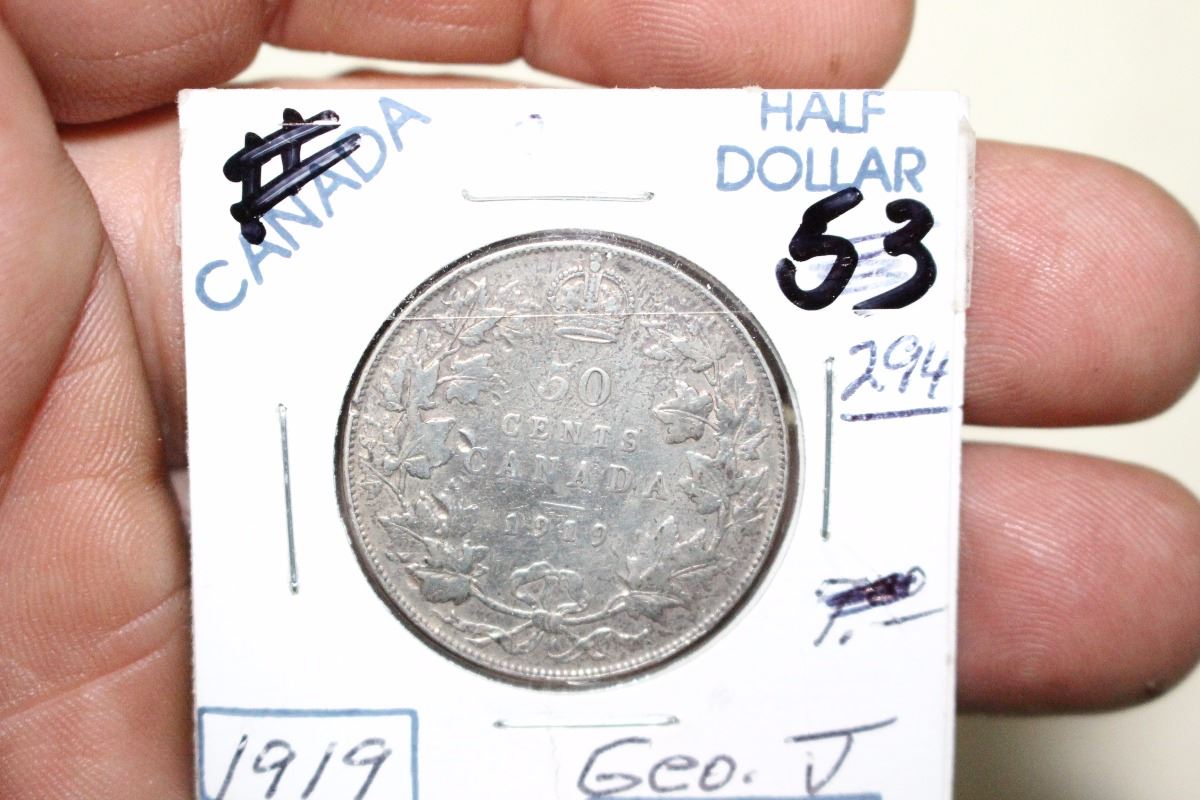 # CANADA
HALF
DOLLAR
53
294
50
CENTS
CANADA
1919
1919
Geo. V